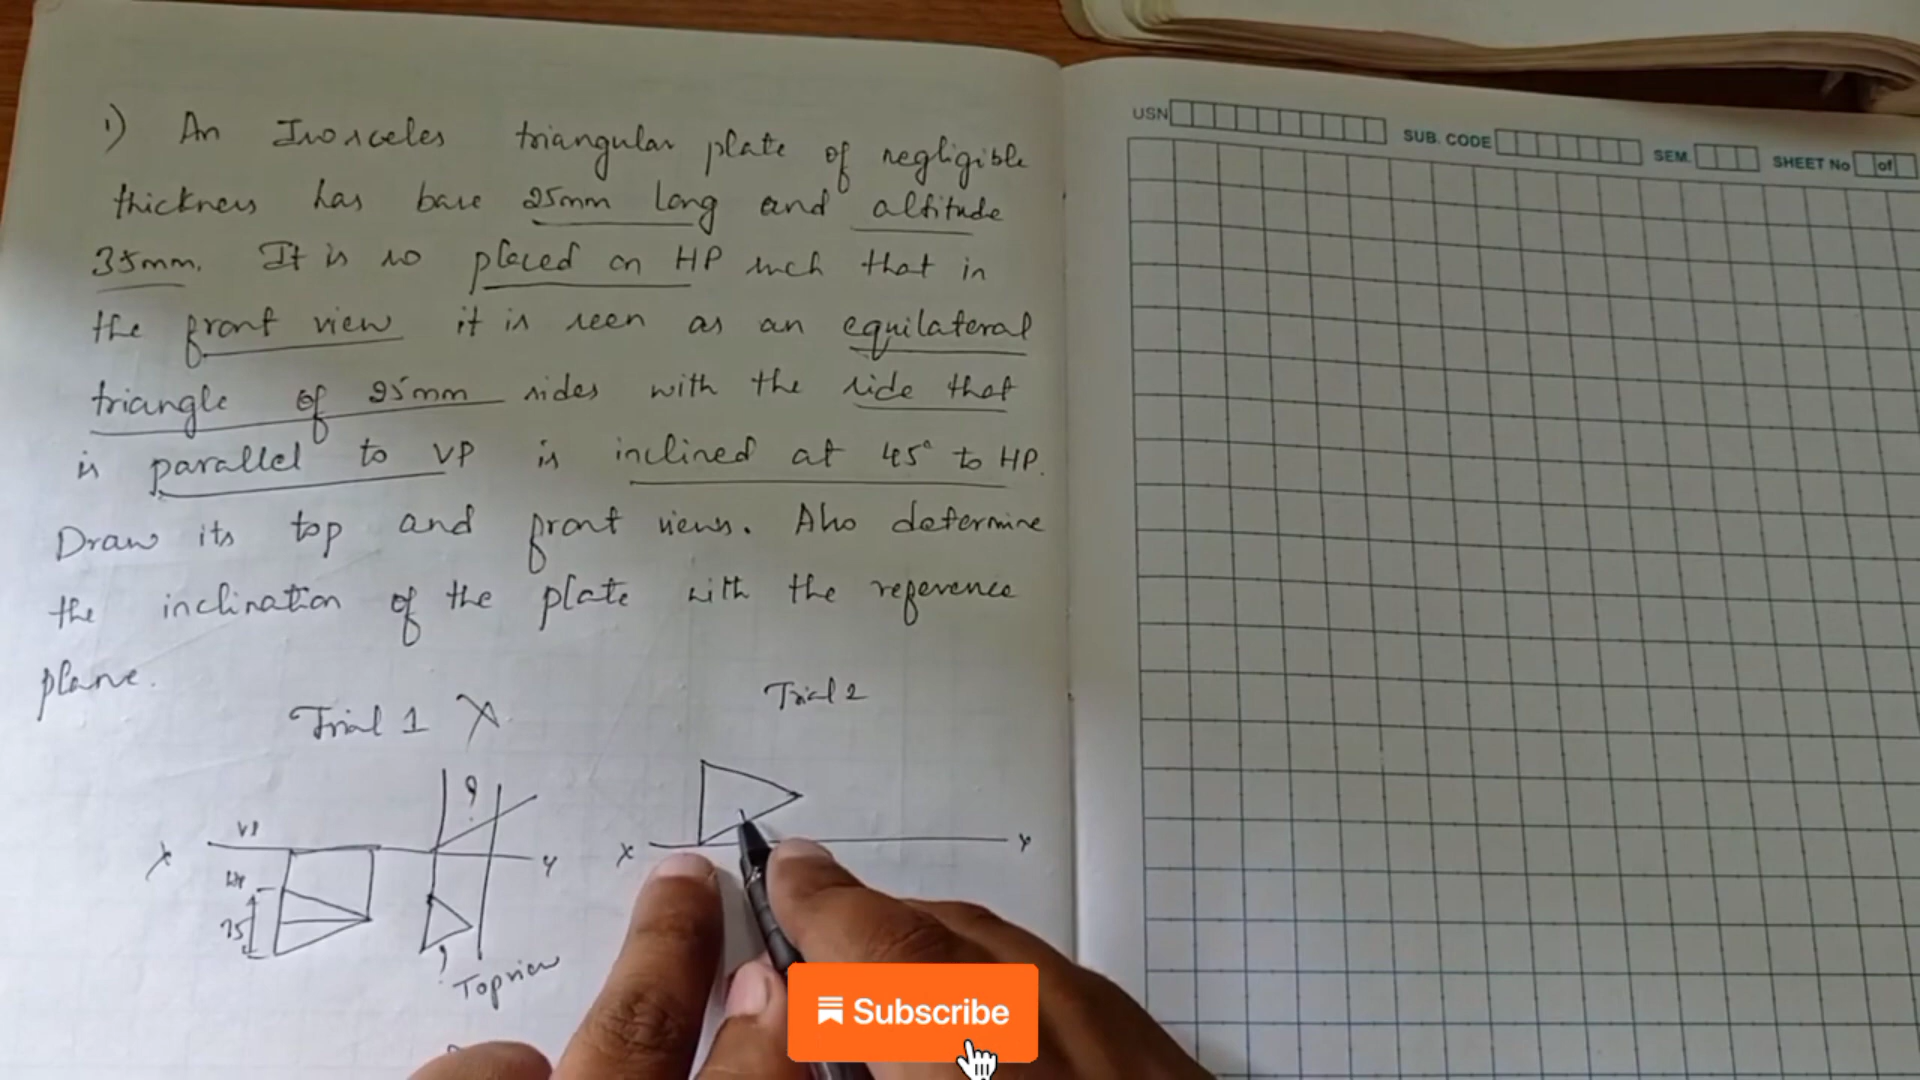 1) An Isosceles triangular plate of negligible
thickness has base 25mm long and altitude
35mm. It is so placed on HP such that in
the front view it is seen as an equilateral
triangle of 25mm sides with the side that
is parallel to VP is inclined at 45° to HP.
Draw its top and front views. Also determine
the inclination of the plate with the reference
plane.
Trial 1 X
Trial 2
VP
X
Y
HP
25
?
?
Top view
X
Y
USN
SUB. CODE
SEM.
SHEET No of
Subscribe